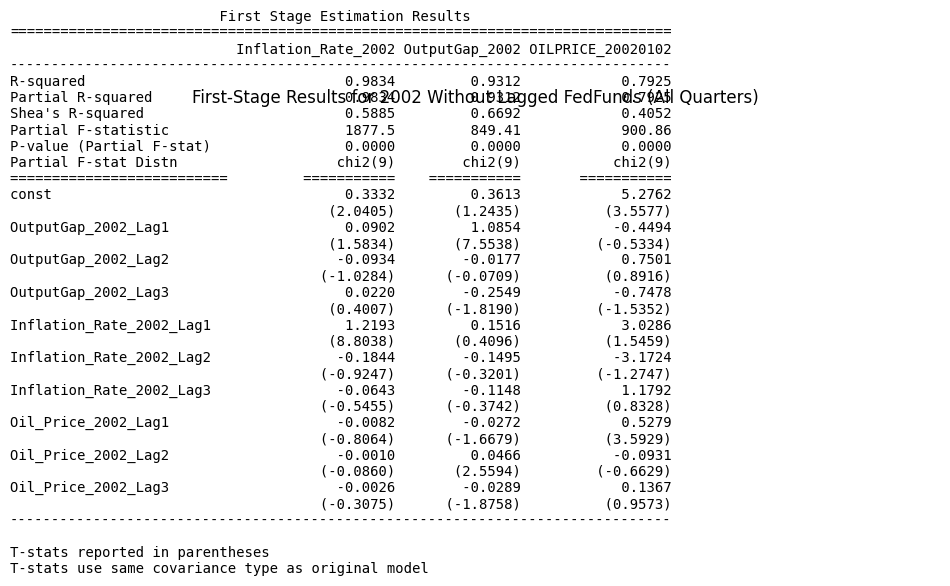 First Stage Estimation Results
===============================================================================
Inflation_Rate_2002 OutputGap_2002 OILPRICE_20020102
-------------------------------------------------------------------------------
R-squared 0.9834 0.9312 0.7925
Partial R-squared 0.9834 0.9312 0.7925
First-Stage Results for 2002 Without Lagged FedFunds (All Quarters)
Shea's R-squared 0.5885 0.6692 0.4052
Partial F-statistic 1877.5 849.41 900.86
P-value (Partial F-stat) 0.0000 0.0000 0.0000
Partial F-stat Distn chi2(9) chi2(9) chi2(9)
========================== =========== =========== ===========
const 0.3332 0.3613 5.2762
(2.0405) (1.2435) (3.5577)
OutputGap_2002_Lag1 0.0902 1.0854 -0.4494
(1.5834) (7.5538) (-0.5334)
OutputGap_2002_Lag2 -0.0934 -0.0177 0.7501
(-1.0284) (-0.0709) (0.8916)
OutputGap_2002_Lag3 0.0220 -0.2549 -0.7478
(0.4007) (-1.8190) (-1.5352)
Inflation_Rate_2002_Lag1 1.2193 0.1516 3.0286
(8.8038) (0.4096) (1.5459)
Inflation_Rate_2002_Lag2 -0.1844 -0.1495 -3.1724
(-0.9247) (-0.3201) (-1.2747)
Inflation_Rate_2002_Lag3 -0.0643 -0.1148 1.1792
(-0.5455) (-0.3742) (0.8328)
Oil_Price_2002_Lag1 -0.0082 -0.0272 0.5279
(-0.8064) (-1.6679) (3.5929)
Oil_Price_2002_Lag2 -0.0010 0.0466 -0.0931
(-0.0860) (2.5594) (-0.6629)
Oil_Price_2002_Lag3 -0.0026 -0.0289 0.1367
(-0.3075) (-1.8758) (0.9573)
-------------------------------------------------------------------------------
T-stats reported in parentheses
T-stats use same covariance type as original model